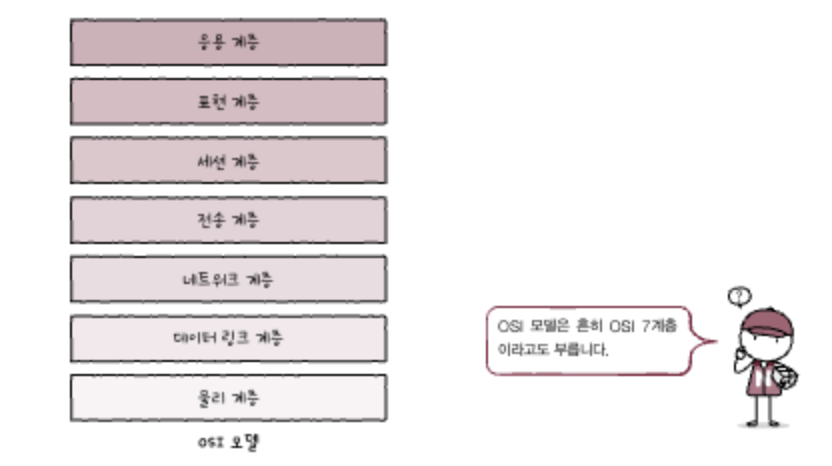 응용 계층
표현 계층
세션 계층
전송 계층
네트워크 계층
데이터 링크 계층
물리 계층
OSI 모델
OSI 모델은 흔히 OSI 7계층
이라고도 부릅니다.
?